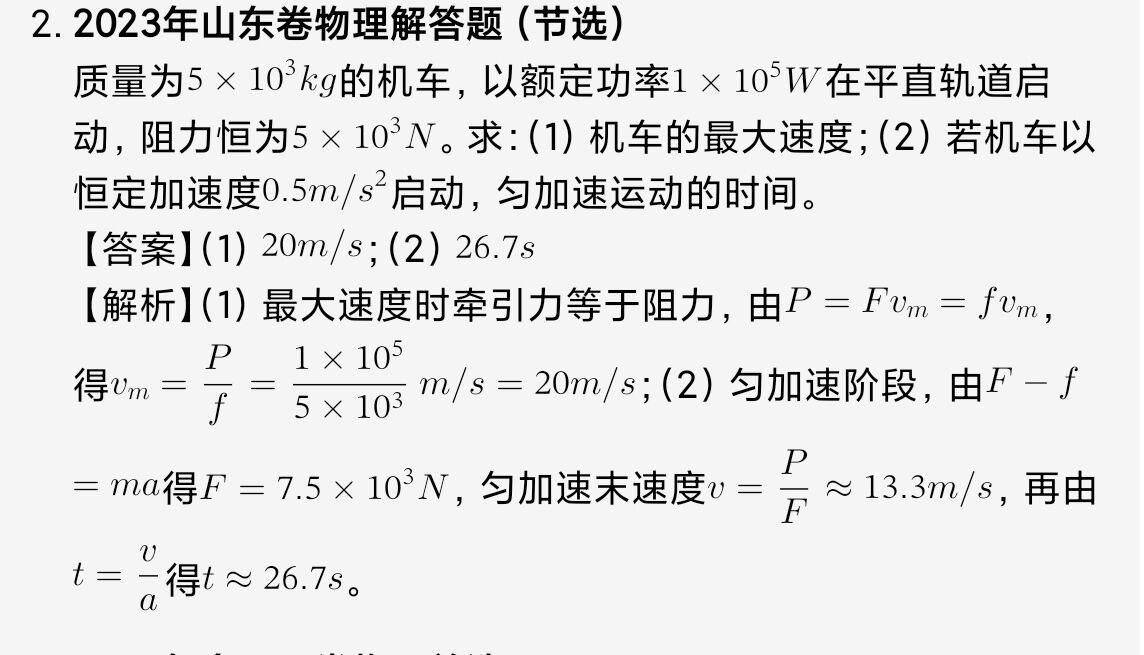 2. 2023年山东卷物理解答题（节选）
质量为5 × 10³kg的机车，以额定功率1 × 10⁵W在平直轨道启
动，阻力恒为5 × 10³N。求：(1) 机车的最大速度；(2) 若机车以
恒定加速度0.5m/s²启动，匀加速运动的时间。
【答案】(1) 20m/s；(2) 26.7s
【解析】(1) 最大速度时牵引力等于阻力，由P = Fvₘ = fvₘ，
得vₘ = P/f = (1 × 10⁵)/(5 × 10³) m/s = 20m/s；(2) 匀加速阶段，由F − f
= ma得F = 7.5 × 10³N，匀加速末速度v = P/F ≈ 13.3m/s，再由
t = v/a得t ≈ 26.7s。